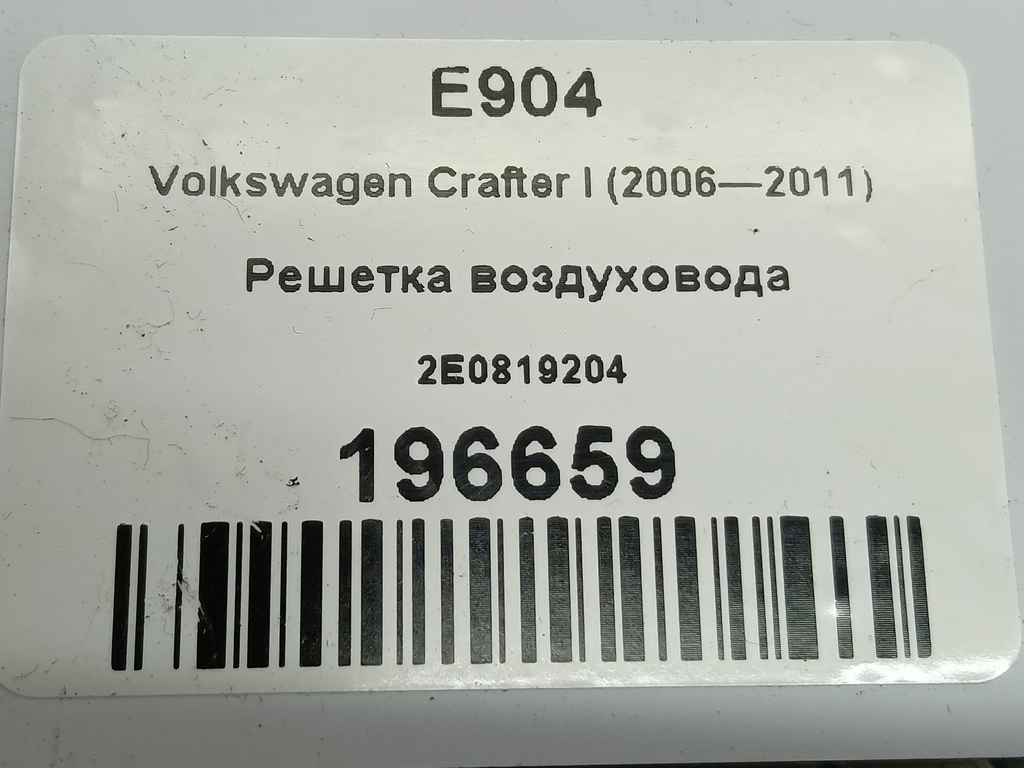 E904
Volkswagen Crafter I (2006—2011)
Решетка воздуховода
2E0819204
196659